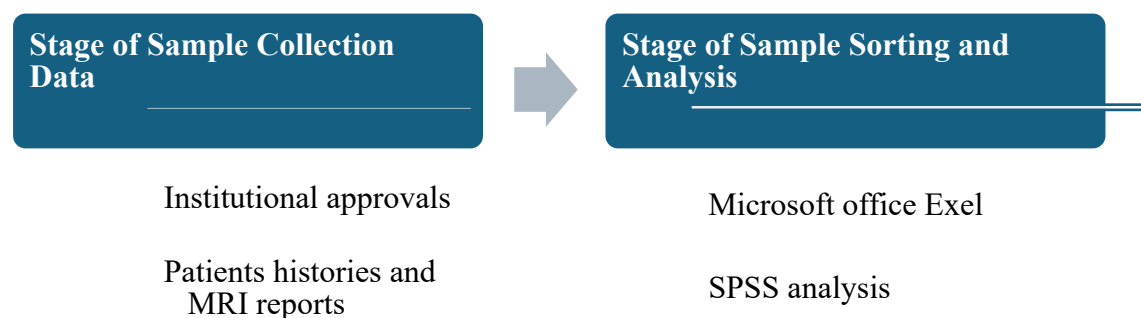 Stage of Sample Collection
Data
Institutional approvals
Patients histories and
MRI reports
Stage of Sample Sorting and
Analysis
Microsoft office Exel
SPSS analysis